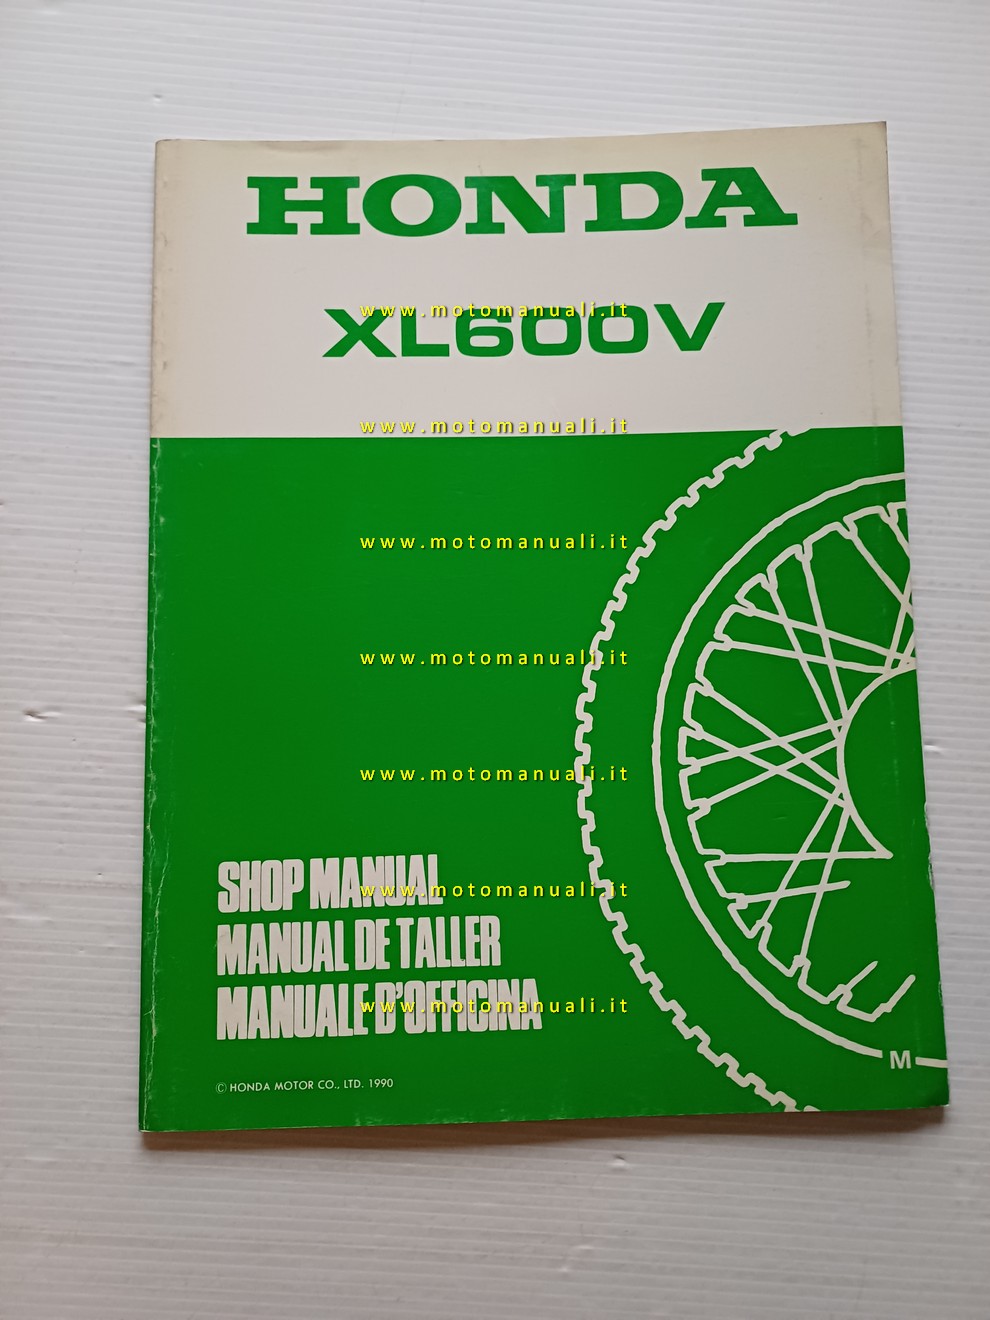 HONDA
www.motomanuali.it
XL600V
www.motomanuali.it
www.motomanuali.it
www.motomanuali.it
www.motomanuali.it
SHOP MANUAL
www.motomanuali.it
MANUAL DE TALLER
MANUALE D'OFFICINA
www.motomanuali.it
M
© HONDA MOTOR CO., LTD. 1990